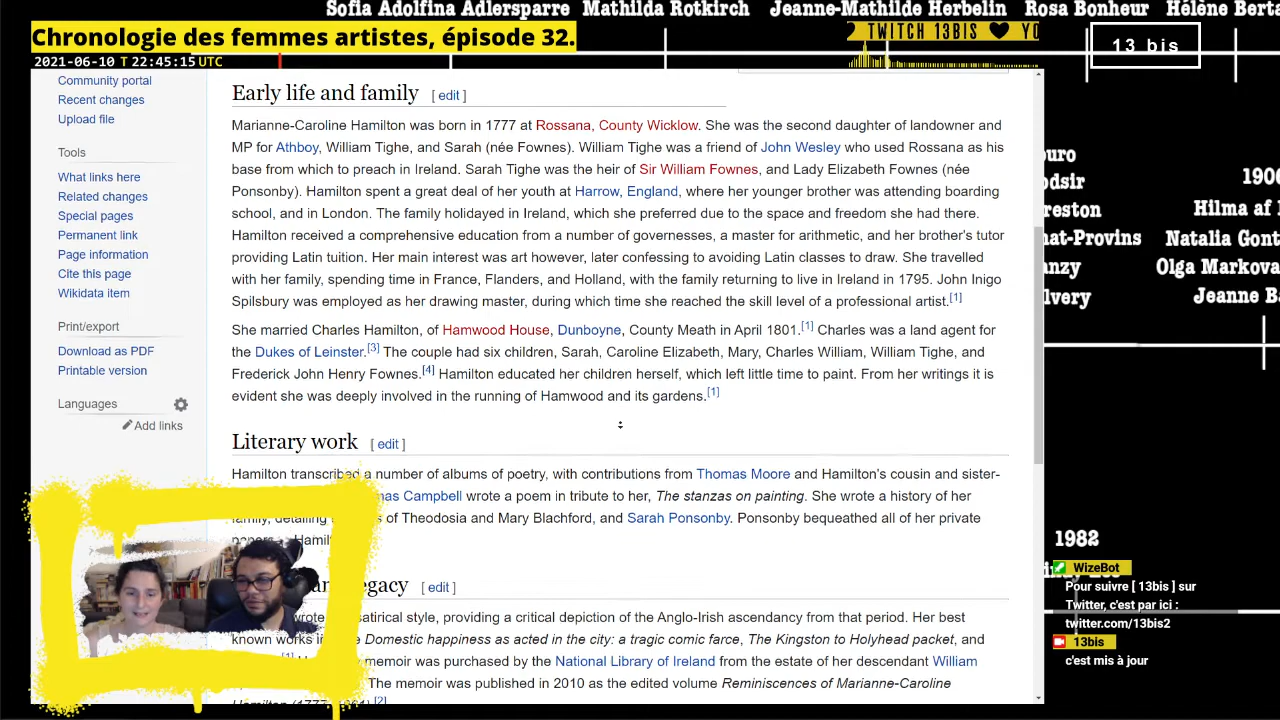 Sofia Adolfina Adlersparre Mathilda Rotkirch Jeanne-Mathilde Herbelin Rosa Bonheur Hélène Berta
Chronologie des femmes artistes, épisode 32.
TWITCH 13BIS ♥ YO
13 bis
2021-06-10 T 22:45:15 UTC
Community portal
Recent changes
Upload file
Tools
What links here
Related changes
Special pages
Permanent link
Page information
Cite this page
Wikidata item
Print/export
Download as PDF
Printable version
Languages
Add links
Early life and family [ edit ]
Marianne-Caroline Hamilton was born in 1777 at Rossana, County Wicklow. She was the second daughter of landowner and
MP for Athboy, William Tighe, and Sarah (née Fownes). William Tighe was a friend of John Wesley who used Rossana as his
base from which to preach in Ireland. Sarah Tighe was the heir of Sir William Fownes, and Lady Elizabeth Fownes (née
Ponsonby). Hamilton spent a great deal of her youth at Harrow, England, where her younger brother was attending boarding
school, and in London. The family holidayed in Ireland, which she preferred due to the space and freedom she had there.
Hamilton received a comprehensive education from a number of governesses, a master for arithmetic, and her brother's tutor
providing Latin tuition. Her main interest was art however, later confessing to avoiding Latin classes to draw. She travelled
with her family, spending time in France, Flanders, and Holland, with the family returning to live in Ireland in 1795. John Inigo
Spilsbury was employed as her drawing master, during which time she reached the skill level of a professional artist.[1]
She married Charles Hamilton, of Hamwood House, Dunboyne, County Meath in April 1801.[1] Charles was a land agent for
the Dukes of Leinster.[3] The couple had six children, Sarah, Caroline Elizabeth, Mary, Charles William, William Tighe, and
Frederick John Henry Fownes.[4] Hamilton educated her children herself, which left little time to paint. From her writings it is
evident she was deeply involved in the running of Hamwood and its gardens.[1]
Literary work [ edit ]
Hamilton transcribed a number of albums of poetry, with contributions from Thomas Moore and Hamilton's cousin and sister-
mas Campbell wrote a poem in tribute to her, The stanzas on painting. She wrote a history of her
family, detailing of Theodosia and Mary Blachford, and Sarah Ponsonby. Ponsonby bequeathed all of her private
Hamil
an legacy [ edit ]
wrote satirical style, providing a critical depiction of the Anglo-Irish ascendancy from that period. Her best
known works in Domestic happiness as acted in the city: a tragic comic farce, The Kingston to Holyhead packet, and
[1] memoir was purchased by the National Library of Ireland from the estate of her descendant William
The memoir was published in 2010 as the edited volume Reminiscences of Marianne-Caroline
[2]
ouro
odsir
reston
nat-Provins
anzy
lvery
1906
Hilma af
Natalia Gont
Olga Markova
Jeanne Ba
1982
WizeBot
Pour suivre [ 13bis ] sur
Twitter, c'est par ici :
twitter.com/13bis2
13bis
c'est mis à jour